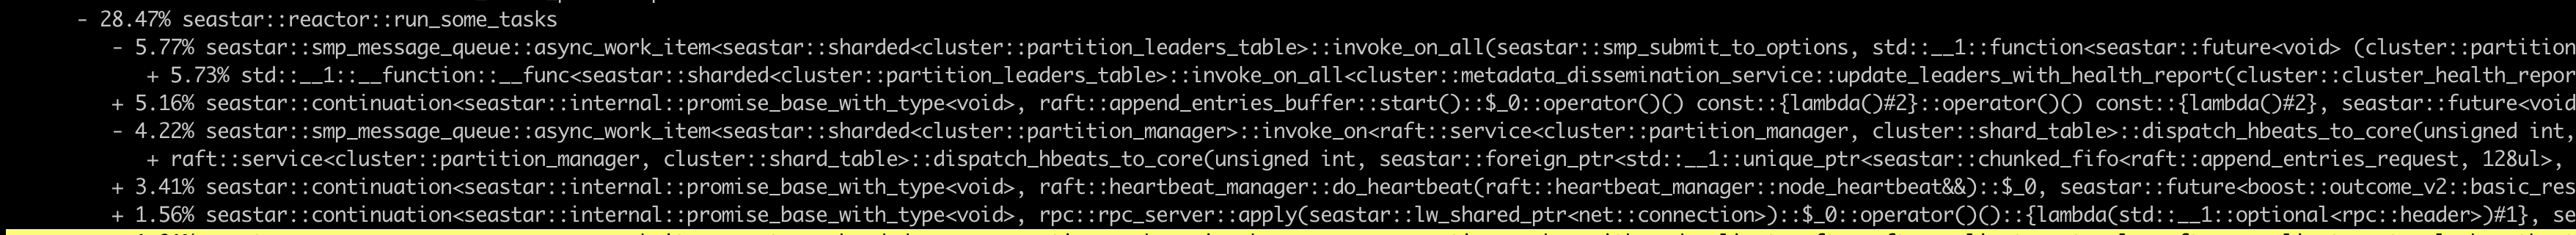 - 28.47% seastar::reactor::run_some_tasks
- 5.77% seastar::smp_message_queue::async_work_item<seastar::sharded<cluster::partition_leaders_table>::invoke_on_all(seastar::smp_submit_to_options, std::__1::function<seastar::future<void> (cluster::partition
+ 5.73% std::__1::__function::__func<seastar::sharded<cluster::partition_leaders_table>::invoke_on_all<cluster::metadata_dissemination_service::update_leaders_with_health_report(cluster::cluster_health_repor
+ 5.16% seastar::continuation<seastar::internal::promise_base_with_type<void>, raft::append_entries_buffer::start()::$_0::operator()() const::{lambda()#2}::operator()() const::{lambda()#2}, seastar::future<void
- 4.22% seastar::smp_message_queue::async_work_item<seastar::sharded<cluster::partition_manager>::invoke_on<raft::service<cluster::partition_manager, cluster::shard_table>::dispatch_hbeats_to_core(unsigned int,
+ raft::service<cluster::partition_manager, cluster::shard_table>::dispatch_hbeats_to_core(unsigned int, seastar::foreign_ptr<std::__1::unique_ptr<seastar::chunked_fifo<raft::append_entries_request, 128ul>,
+ 3.41% seastar::continuation<seastar::internal::promise_base_with_type<void>, raft::heartbeat_manager::do_heartbeat(raft::heartbeat_manager::node_heartbeat&&)::$_0, seastar::future<boost::outcome_v2::basic_res
+ 1.56% seastar::continuation<seastar::internal::promise_base_with_type<void>, rpc::rpc_server::apply(seastar::lw_shared_ptr<net::connection>)::$_0::operator()()::{lambda(std::__1::optional<rpc::header>)#1}, se